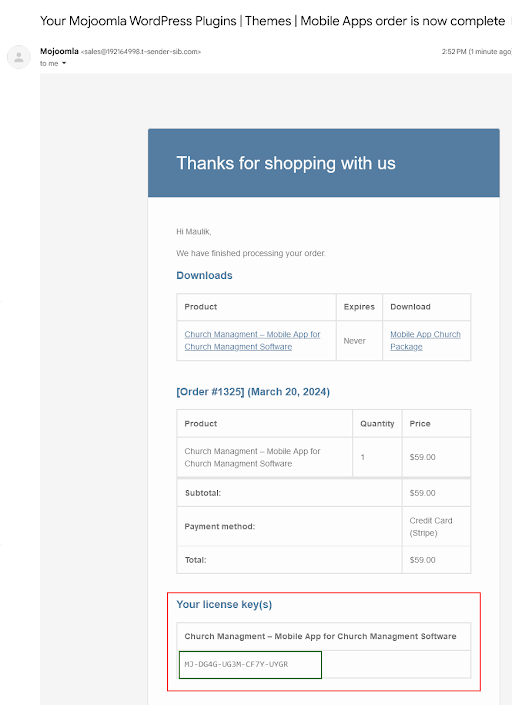 Your Mojoomla WordPress Plugins | Themes | Mobile Apps order is now complete
Mojoomla <sales@192164998.t-sender-sib.com>
2:52 PM (1 minute ago
to me
Thanks for shopping with us
Hi Maulik,
We have finished processing your order.
Downloads
Product Expires Download
Church Managment – Mobile App for Never Mobile App Church
Church Managment Software Package
[Order #1325] (March 20, 2024)
Product Quantity Price
Church Managment – Mobile App for
Church Managment Software 1 $59.00
Subtotal: $59.00
Payment method: Credit Card
(Stripe)
Total: $59.00
Your license key(s)
Church Managment – Mobile App for Church Managment Software
MJ-DG4G-UG3M-CF7Y-UYGR